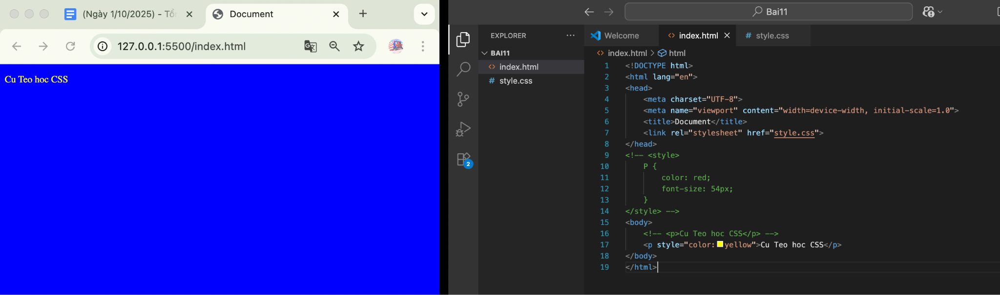 (Ngày 1/10/2025) - Tổ
Document
127.0.0.1:5500/index.html
Cu Teo hoc CSS
Bai11
EXPLORER
Welcome
index.html
style.css
BAI11
index.html
style.css
2
index.html > html
1 <!DOCTYPE html>
2 <html lang="en">
3 <head>
4 <meta charset="UTF-8">
5 <meta name="viewport" content="width=device-width, initial-scale=1.0">
6 <title>Document</title>
7 <link rel="stylesheet" href="style.css">
8 </head>
9 <!-- <style>
10 P {
11 color: red;
12 font-size: 54px;
13 }
14 </style> -->
15 <body>
16 <!-- <p>Cu Teo hoc CSS</p> -->
17 <p style="color:yellow">Cu Teo hoc CSS</p>
18 </body>
19 </html>